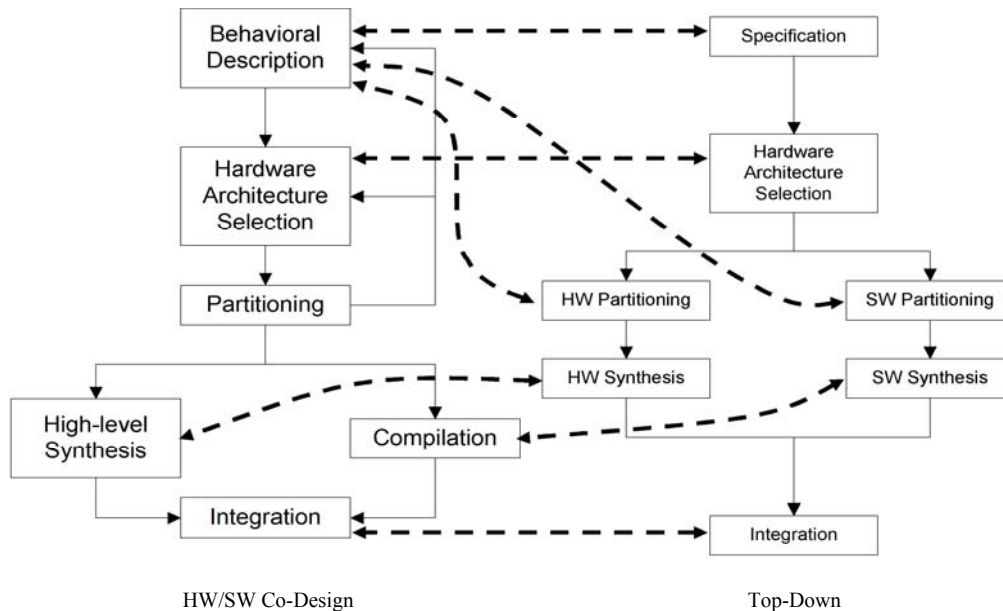 Behavioral
Description
Specification
Hardware
Architecture
Selection
Hardware
Architecture
Selection
Partitioning
HW Partitioning
SW Partitioning
HW Synthesis
SW Synthesis
High-level
Synthesis
Compilation
Integration
Integration
HW/SW Co-Design
Top-Down